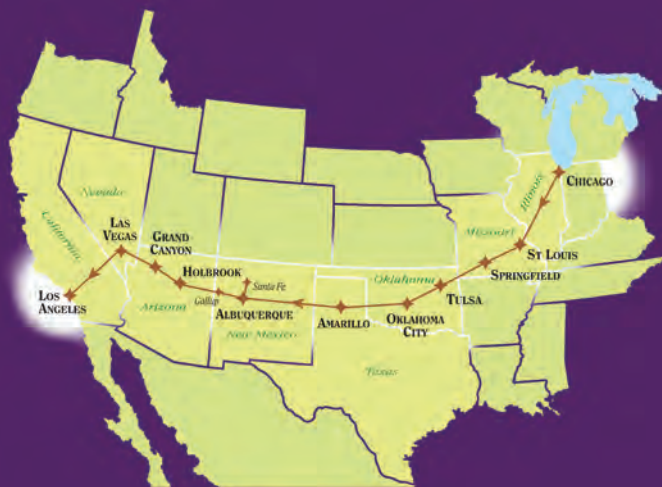 CHICAGO
Illinois
Missouri
ST LOUIS
SPRINGFIELD
Oklahoma
TULSA
OKLAHOMA
CITY
AMARILLO
Texas
Santa Fe
ALBUQUERQUE
New Mexico
Gallup
HOLBROOK
Arizona
GRAND
CANYON
Nevada
LAS
VEGAS
California
LOS
ANGELES